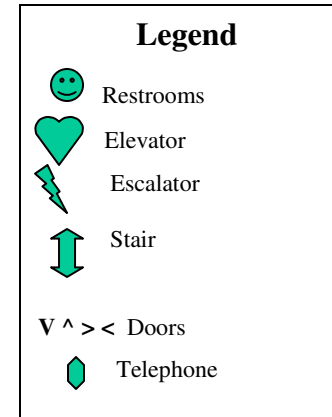 Legend
Restrooms
Elevator
Escalator
Stair
V ^ > < Doors
Telephone